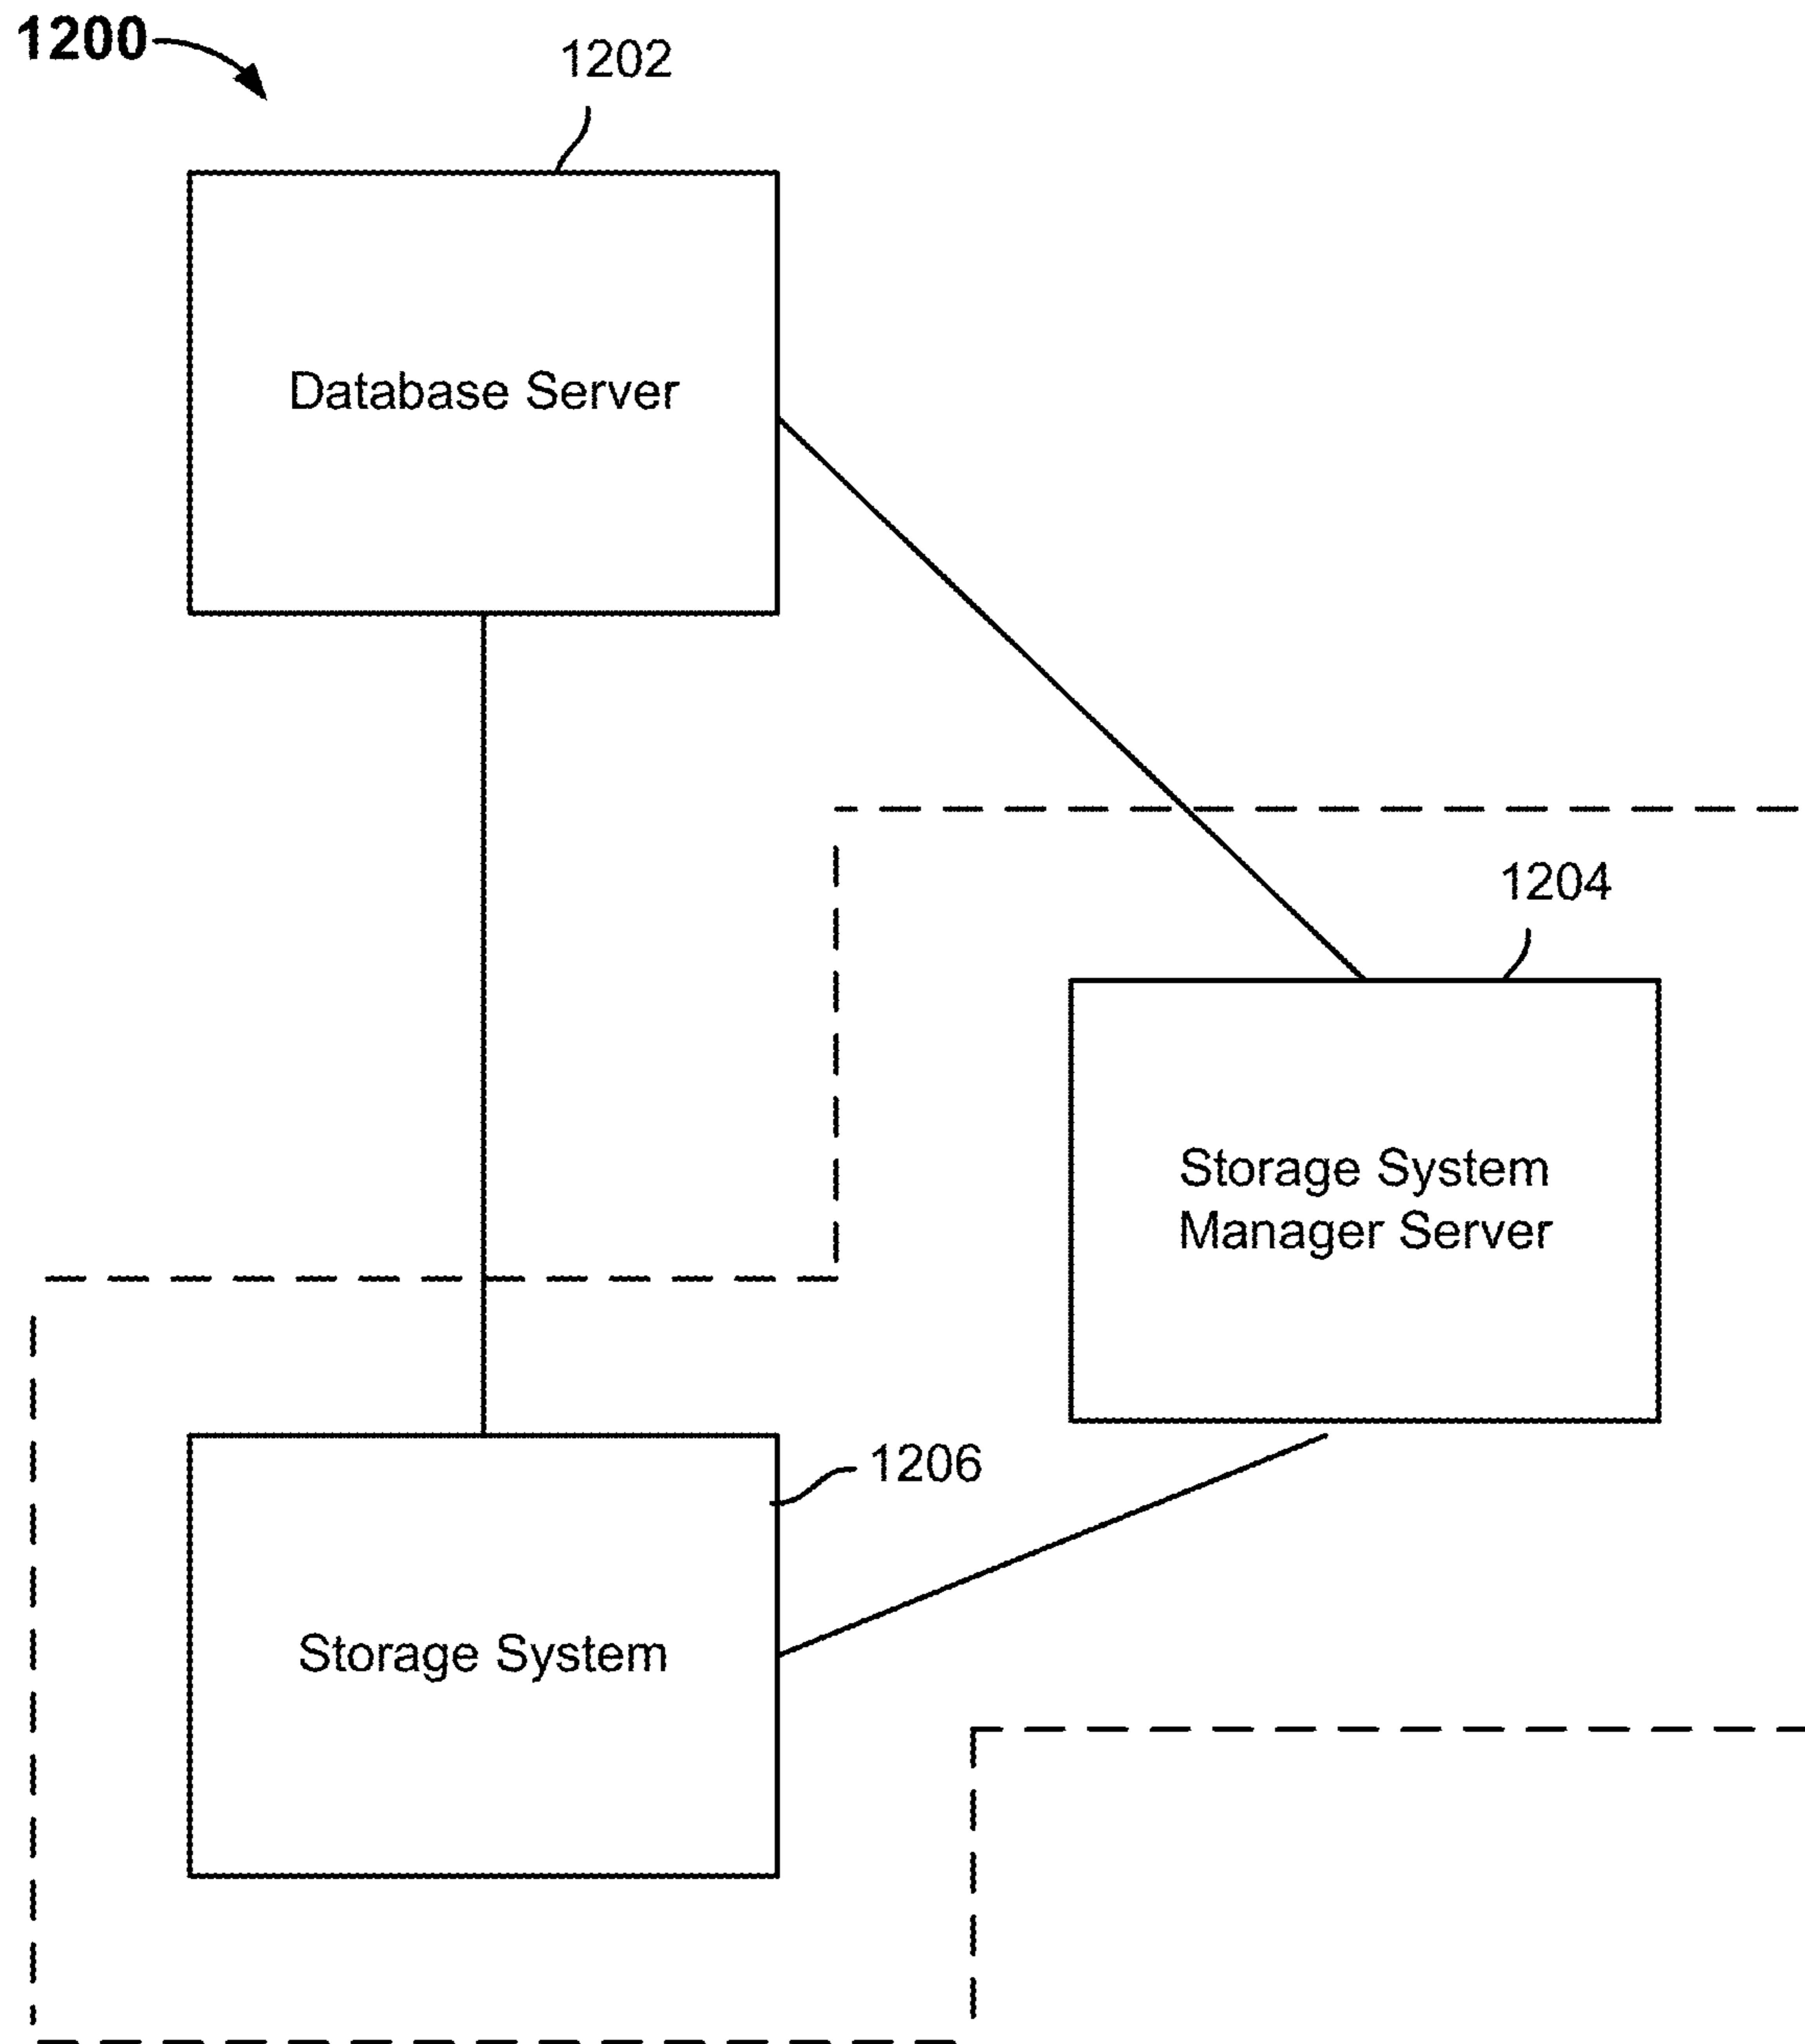 1200
1202
Database Server
1204
Storage System
Manager Server
1206
Storage System